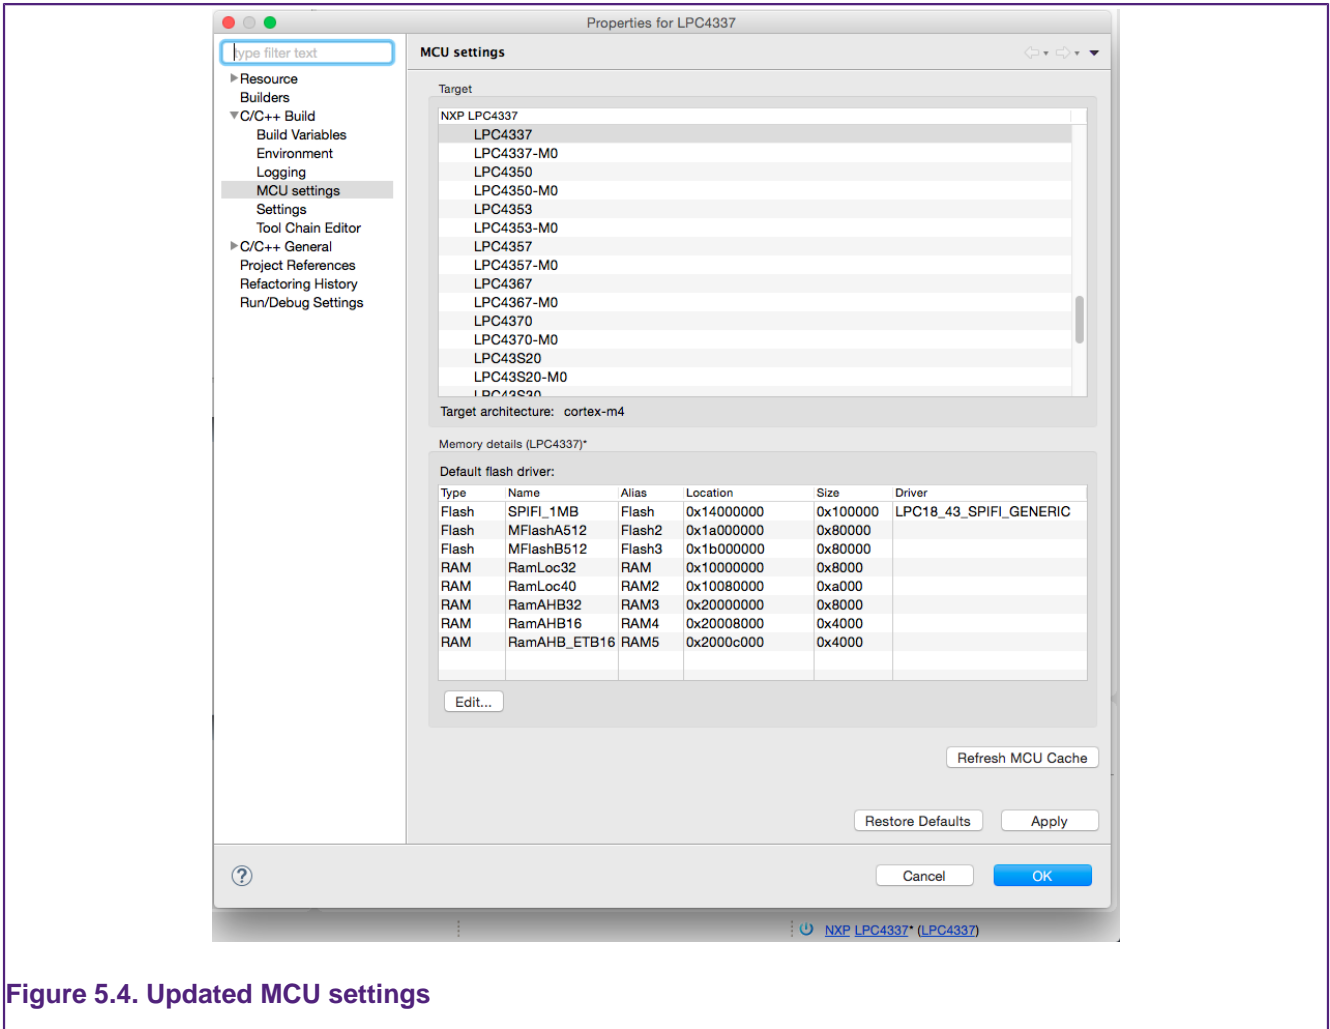 Properties for LPC4337
type filter text
MCU settings
Resource
Builders
C/C++ Build
Build Variables
Environment
Logging
MCU settings
Settings
Tool Chain Editor
C/C++ General
Project References
Refactoring History
Run/Debug Settings
Target
NXP LPC4337
LPC4337
LPC4337-M0
LPC4350
LPC4350-M0
LPC4353
LPC4353-M0
LPC4357
LPC4357-M0
LPC4367
LPC4367-M0
LPC4370
LPC4370-M0
LPC43S20
LPC43S20-M0
LPC43S30
Target architecture: cortex-m4
Memory details (LPC4337)*
Default flash driver:
Type Name Alias Location Size Driver
Flash SPIFI_1MB Flash 0x14000000 0x100000 LPC18_43_SPIFI_GENERIC
Flash MFlashA512 Flash2 0x1a000000 0x80000
Flash MFlashB512 Flash3 0x1b000000 0x80000
RAM RamLoc32 RAM 0x10000000 0x8000
RAM RamLoc40 RAM2 0x10080000 0xa000
RAM RamAHB32 RAM3 0x20000000 0x8000
RAM RamAHB16 RAM4 0x20008000 0x4000
RAM RamAHB_ETB16 RAM5 0x2000c000 0x4000
Edit...
Refresh MCU Cache
Restore Defaults Apply
? Cancel OK
NXP LPC4337* (LPC4337)
Figure 5.4. Updated MCU settings